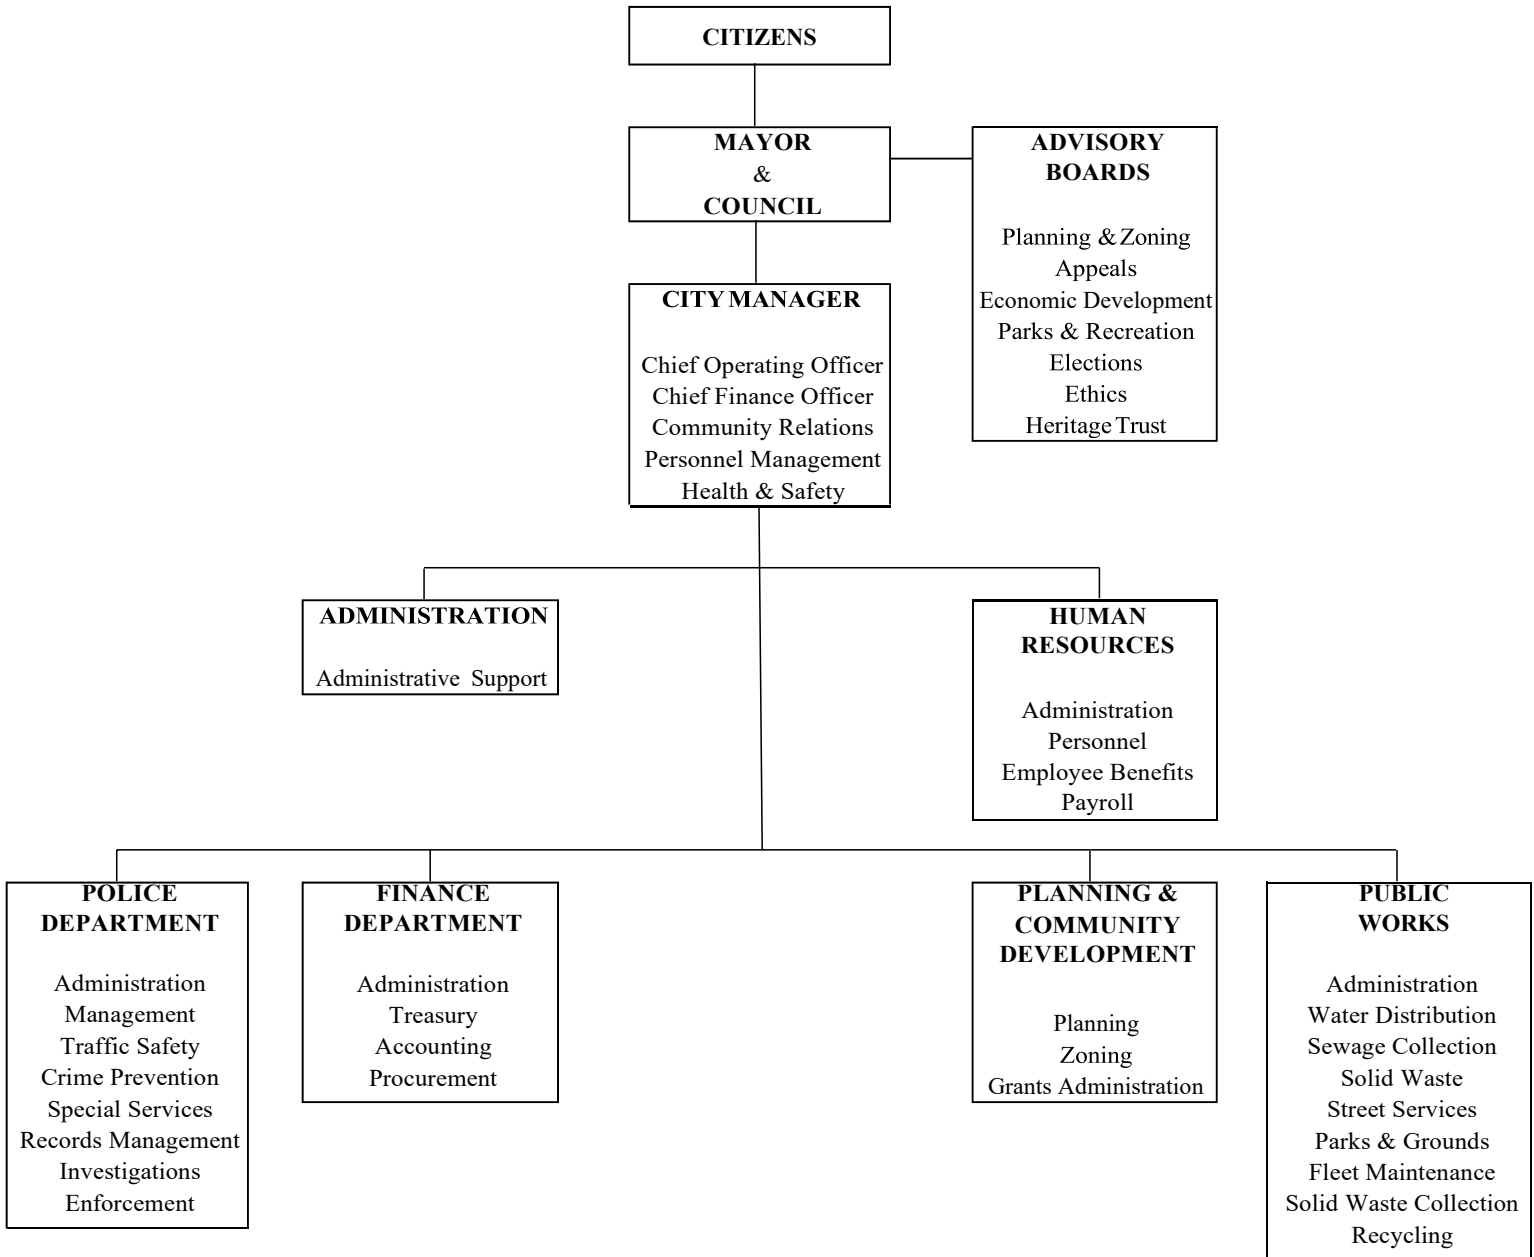 CITIZENS
MAYOR
&
COUNCIL
ADVISORY
BOARDS
Planning & Zoning
Appeals
Economic Development
Parks & Recreation
Elections
Ethics
Heritage Trust
CITY MANAGER
Chief Operating Officer
Chief Finance Officer
Community Relations
Personnel Management
Health & Safety
ADMINISTRATION
Administrative Support
HUMAN
RESOURCES
Administration
Personnel
Employee Benefits
Payroll
POLICE
DEPARTMENT
Administration
Management
Traffic Safety
Crime Prevention
Special Services
Records Management
Investigations
Enforcement
FINANCE
DEPARTMENT
Administration
Treasury
Accounting
Procurement
PLANNING &
COMMUNITY
DEVELOPMENT
Planning
Zoning
Grants Administration
PUBLIC
WORKS
Administration
Water Distribution
Sewage Collection
Solid Waste
Street Services
Parks & Grounds
Fleet Maintenance
Solid Waste Collection
Recycling